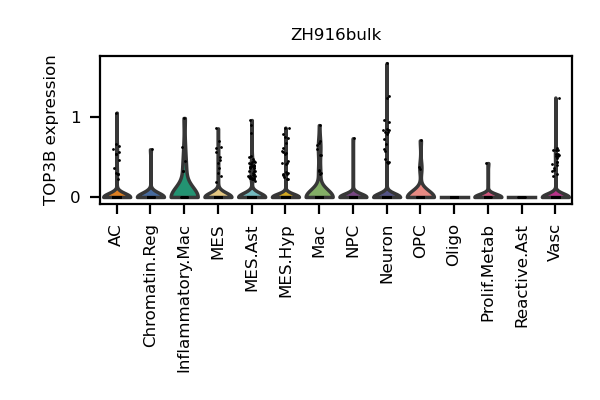 ZH916bulk
TOP3B expression
1
0
AC
Chromatin.Reg
Inflammatory.Mac
MES
MES.Ast
MES.Hyp
Mac
NPC
Neuron
OPC
Oligo
Prolif.Metab
Reactive.Ast
Vasc